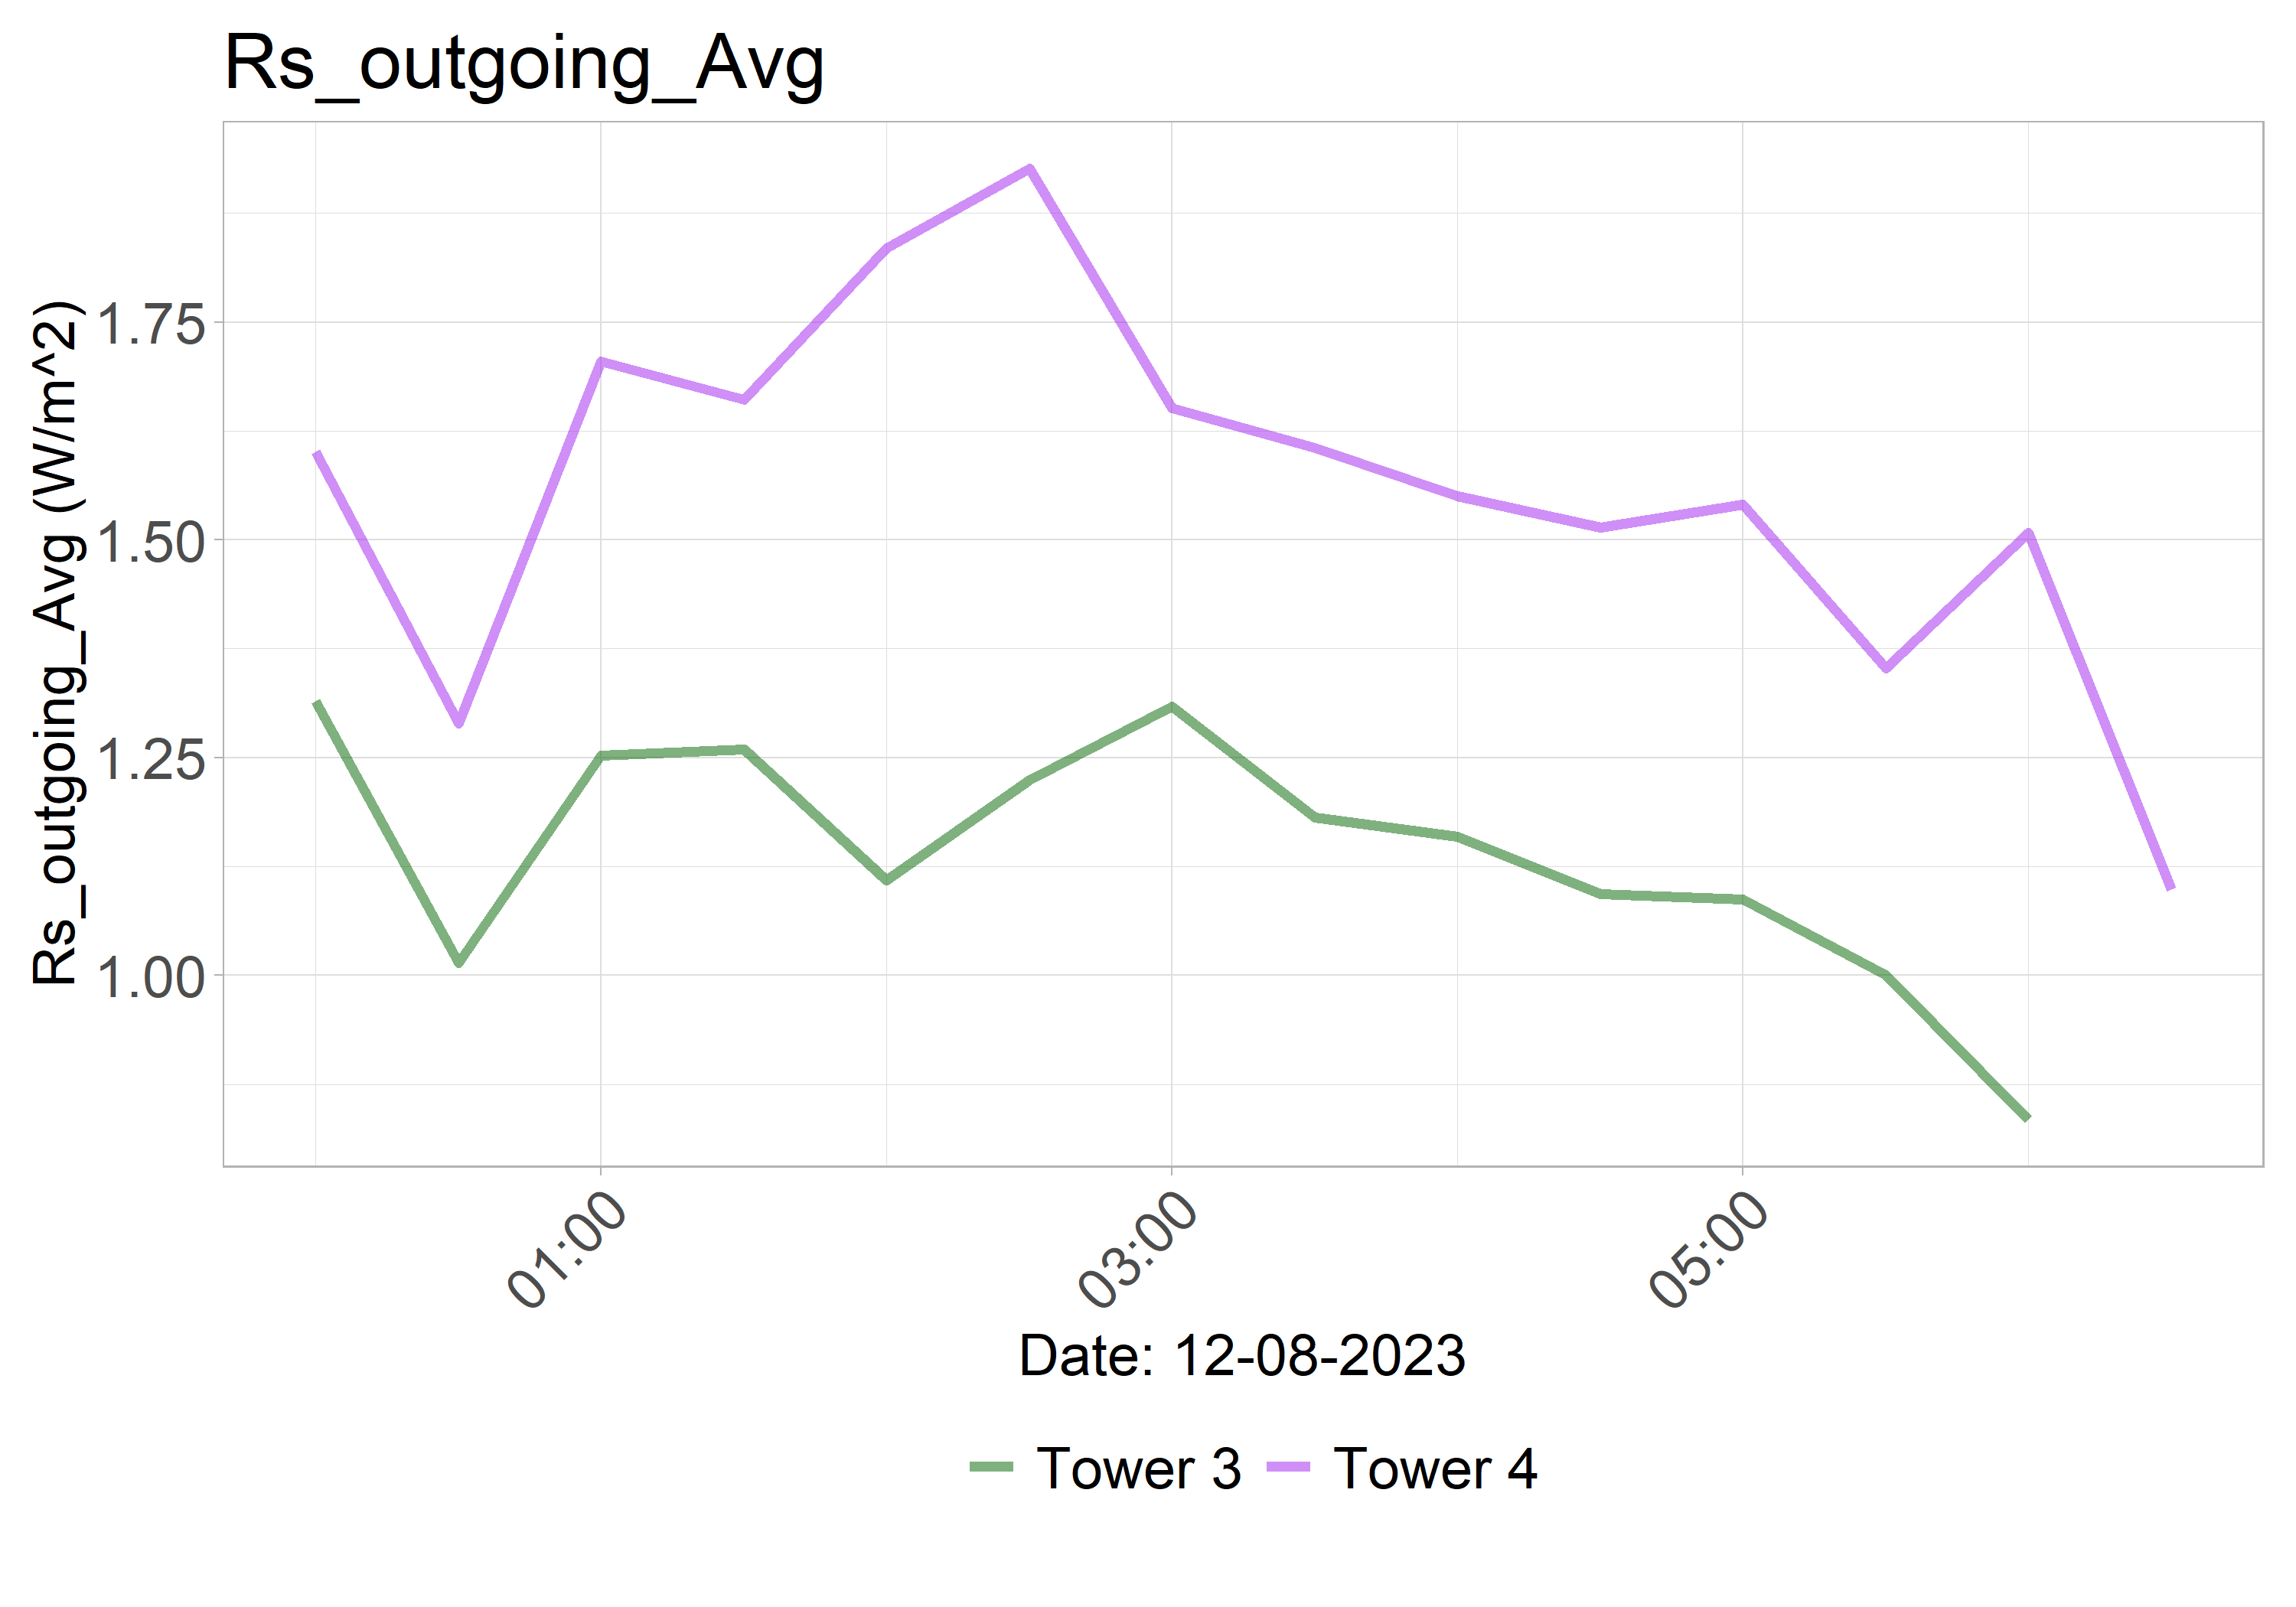 Rs_outgoing_Avg
Rs_outgoing_Avg (W/m^2)
1.75
1.50
1.25
1.00
01:00
03:00
05:00
Date: 12-08-2023
Tower 3
Tower 4